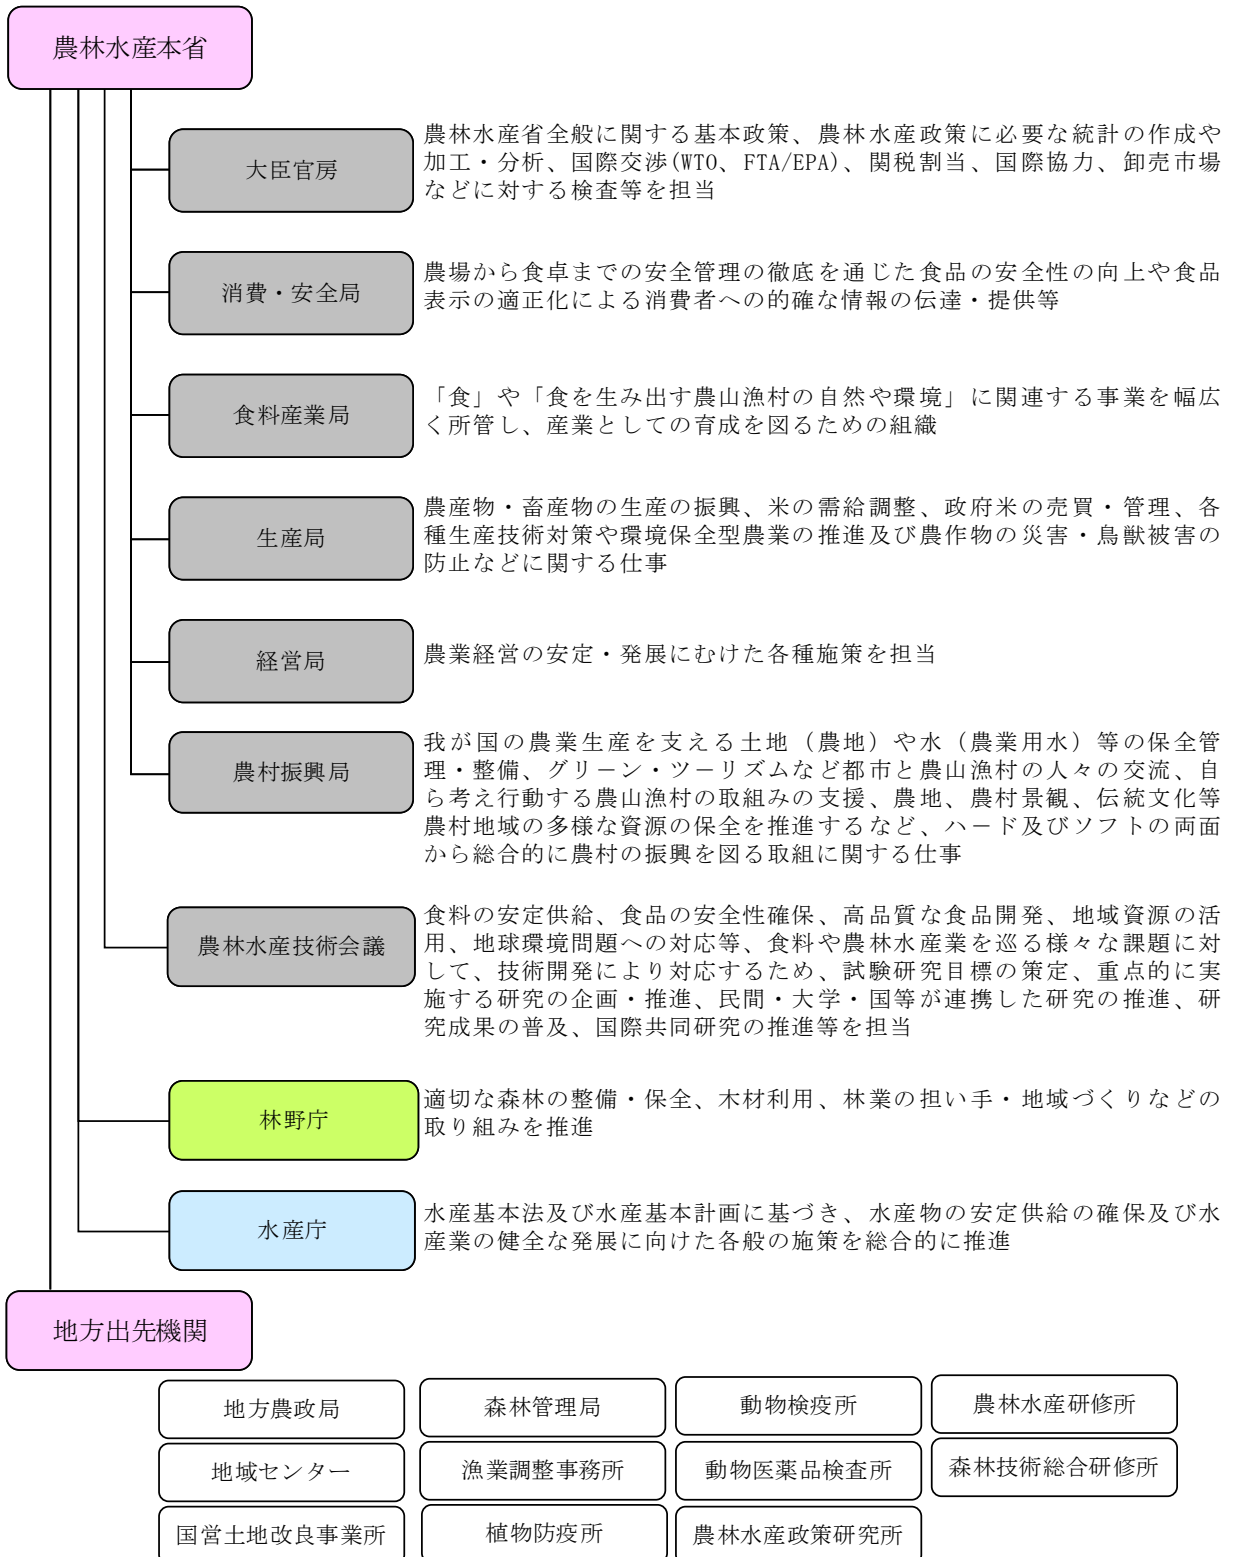 農林水産本省
大臣官房
農林水産省全般に関する基本政策、農林水産政策に必要な統計の作成や
加工・分析、国際交渉(WTO、FTA/EPA)、関税割当、国際協力、卸売市場
などに対する検査等を担当
消費・安全局
農場から食卓までの安全管理の徹底を通じた食品の安全性の向上や食品
表示の適正化による消費者への的確な情報の伝達・提供等
食料産業局
「食」や「食を生み出す農山漁村の自然や環境」に関連する事業を幅広
く所管し、産業としての育成を図るための組織
生産局
農産物・畜産物の生産の振興、米の需給調整、政府米の売買・管理、各
種生産技術対策や環境保全型農業の推進及び農作物の災害・鳥獣被害の
防止などに関する仕事
経営局
農業経営の安定・発展にむけた各種施策を担当
農村振興局
我が国の農業生産を支える土地（農地）や水（農業用水）等の保全管
理・整備、グリーン・ツーリズムなど都市と農山漁村の人々の交流、自
ら考え行動する農山漁村の取組みの支援、農地、農村景観、伝統文化等
農村地域の多様な資源の保全を推進するなど、ハード及びソフトの両面
から総合的に農村の振興を図る取組に関する仕事
農林水産技術会議
食料の安定供給、食品の安全性確保、高品質な食品開発、地域資源の活
用、地球環境問題への対応等、食料や農林水産業を巡る様々な課題に対
して、技術開発により対応するため、試験研究目標の策定、重点的に実
施する研究の企画・推進、民間・大学・国等が連携した研究の推進、研
究成果の普及、国際共同研究の推進等を担当
林野庁
適切な森林の整備・保全、木材利用、林業の担い手・地域づくりなどの
取り組みを推進
水産庁
水産基本法及び水産基本計画に基づき、水産物の安定供給の確保及び水
産業の健全な発展に向けた各般の施策を総合的に推進
地方出先機関
地方農政局
森林管理局
動物検疫所
農林水産研修所
地域センター
漁業調整事務所
動物医薬品検査所
森林技術総合研修所
国営土地改良事業所
植物防疫所
農林水産政策研究所